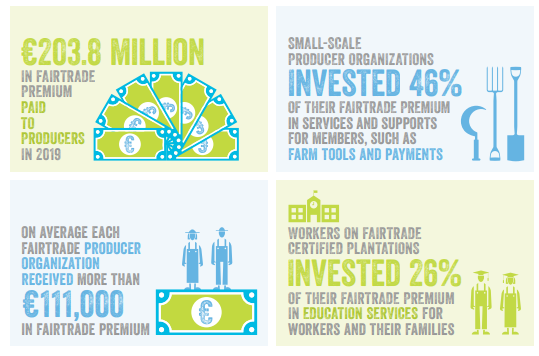 €203.8 MILLION
IN FAIRTRADE
PREMIUM
PAID
TO
PRODUCERS
IN 2019
SMALL-SCALE
PRODUCER ORGANIZATIONS
INVESTED 46%
OF THEIR FAIRTRADE PREMIUM
IN SERVICES AND SUPPORTS
FOR MEMBERS, SUCH AS
FARM TOOLS AND PAYMENTS
ON AVERAGE EACH
FAIRTRADE PRODUCER
ORGANIZATION
RECEIVED MORE THAN
€111,000
IN FAIRTRADE PREMIUM
€
WORKERS ON FAIRTRADE
CERTIFIED PLANTATIONS
INVESTED 26%
OF THEIR FAIRTRADE PREMIUM
IN EDUCATION SERVICES FOR
WORKERS AND THEIR FAMILIES